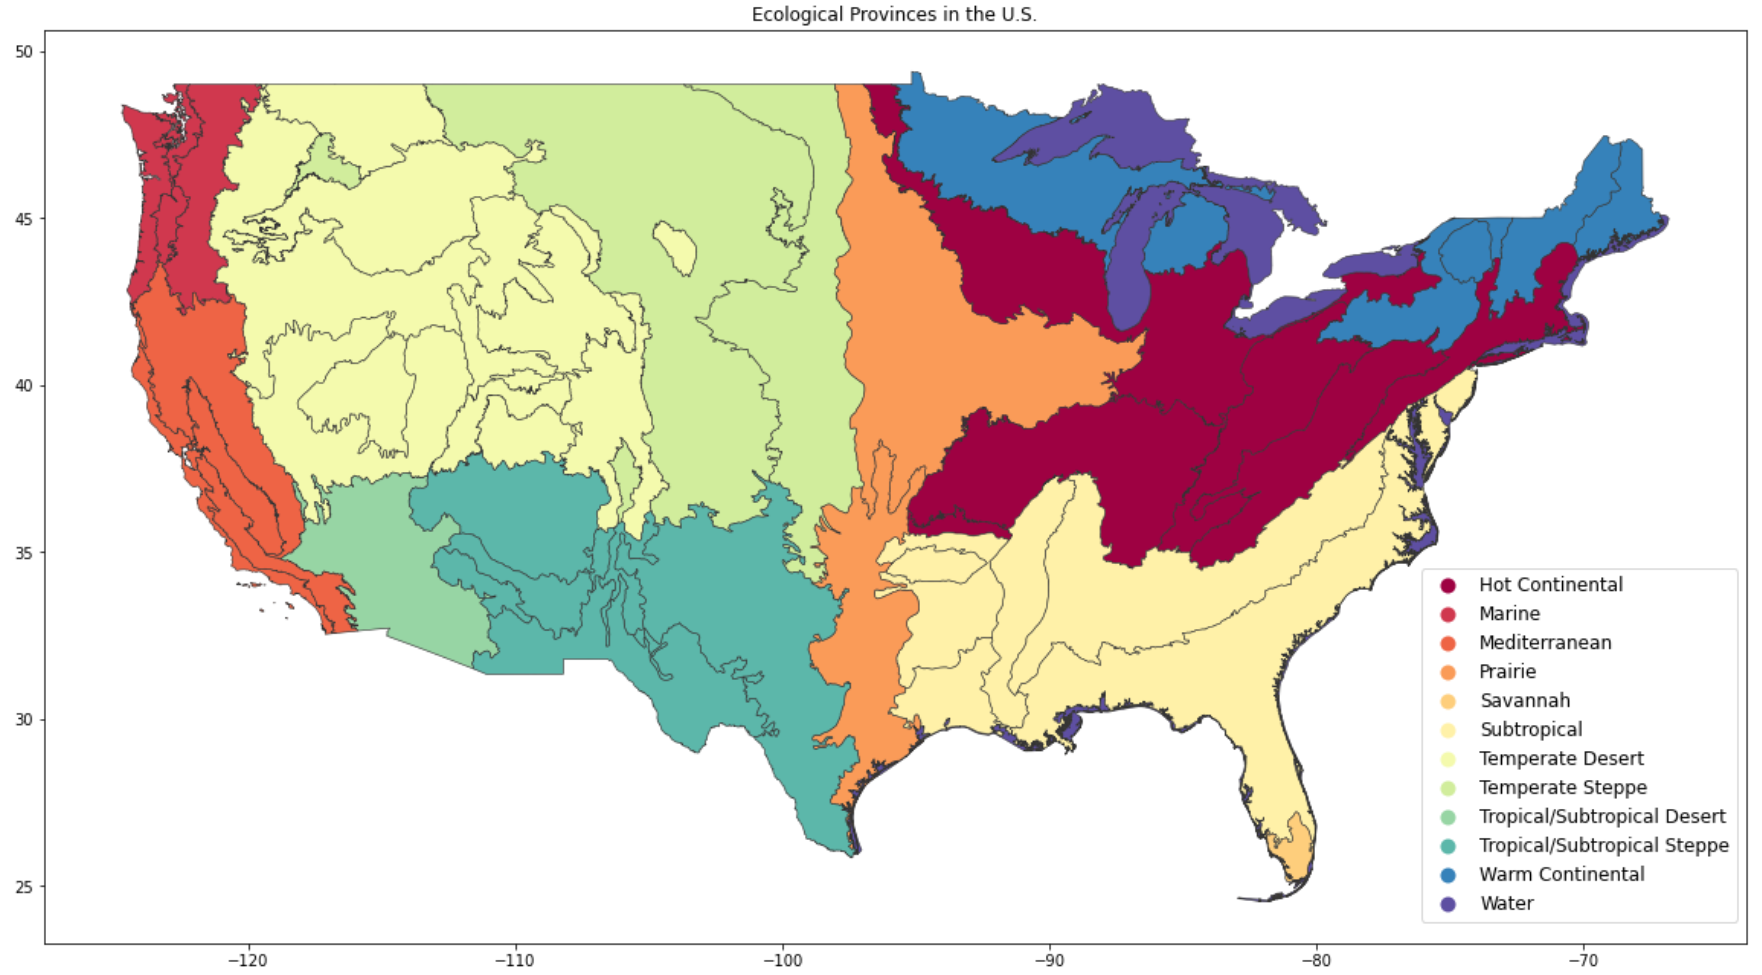 Ecological Provinces in the U.S.
50
45
40
35
30
25
−120
−110
−100
−90
−80
−70
Hot Continental
Marine
Mediterranean
Prairie
Savannah
Subtropical
Temperate Desert
Temperate Steppe
Tropical/Subtropical Desert
Tropical/Subtropical Steppe
Warm Continental
Water